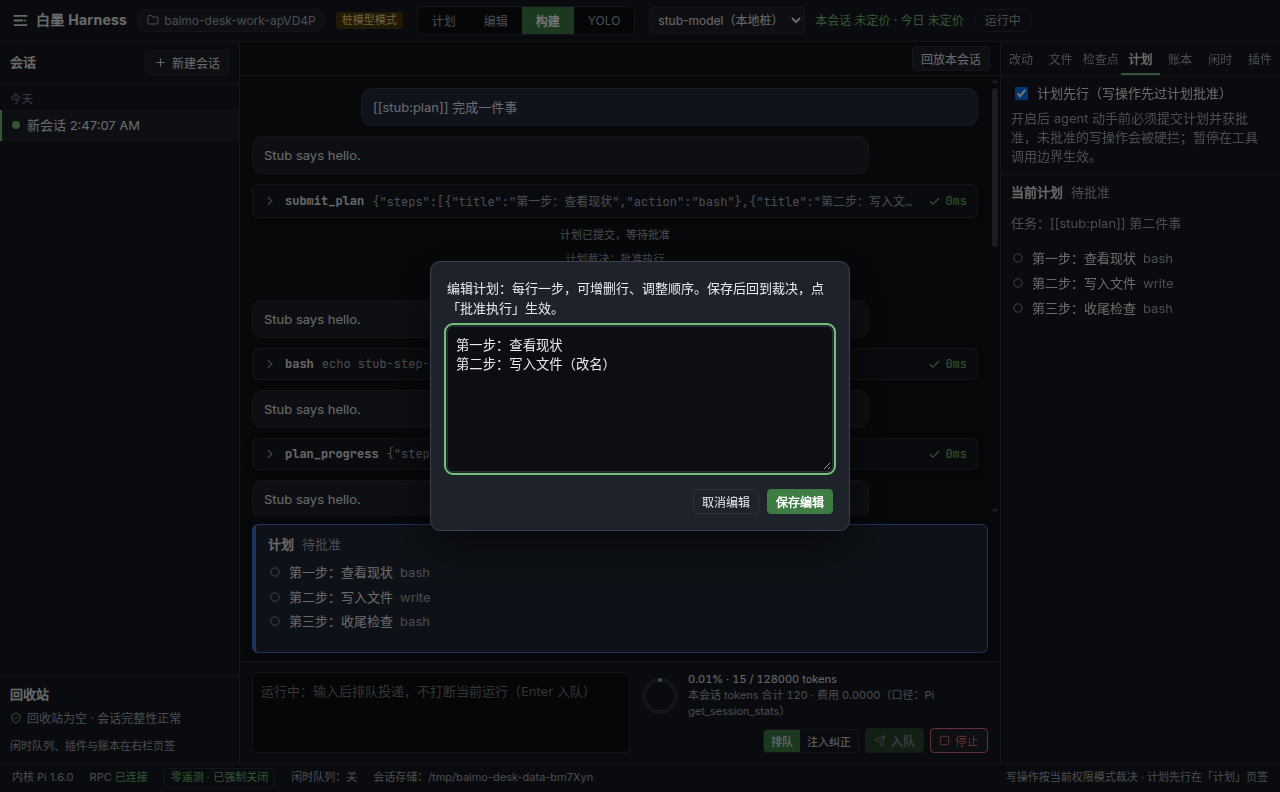 白墨 Harness
baimo-desk-work-apVD4P
桩模型模式
计划
编辑
构建
YOLO
stub-model（本地桩）
本会话 未定价 · 今日 未定价
运行中
会话
新建会话
今天
新会话 2:47:07 AM
回收站
回收站为空 · 会话完整性正常
闲时队列、插件与账本在右栏页签
回放本会话
[[stub:plan]] 完成一件事
Stub says hello.
submit_plan {"steps":[{"title":"第一步：查看现状","action":"bash"},{"title":"第二步：写入文…
0ms
计划已提交，等待批准
计划裁决：批准执行
Stub says hello.
bash echo stub-step-
0ms
Stub says hello.
plan_progress {"step
0ms
Stub says hello.
编辑计划：每行一步，可增删行、调整顺序。保存后回到裁决，点
「批准执行」生效。
第一步：查看现状
第二步：写入文件（改名）
取消编辑
保存编辑
计划 待批准
第一步：查看现状 bash
第二步：写入文件 write
第三步：收尾检查 bash
运行中：输入后排队投递，不打断当前运行（Enter 入队）
0.01% · 15 / 128000 tokens
本会话 tokens 合计 120 · 费用 0.0000（口径：Pi
get_session_stats）
排队
注入纠正
入队
停止
改动
文件
检查点
计划
账本
闲时
插件
计划先行（写操作先过计划批准）
开启后 agent 动手前必须提交计划并获批
准，未批准的写操作会被硬拦；暂停在工具
调用边界生效。
当前计划 待批准
任务：[[stub:plan]] 第二件事
第一步：查看现状 bash
第二步：写入文件 write
第三步：收尾检查 bash
内核 Pi 1.6.0
RPC 已连接
零遥测 · 已强制关闭
闲时队列：关
会话存储：/tmp/baimo-desk-data-bm7Xyn
写操作按当前权限模式裁决 · 计划先行在「计划」页签